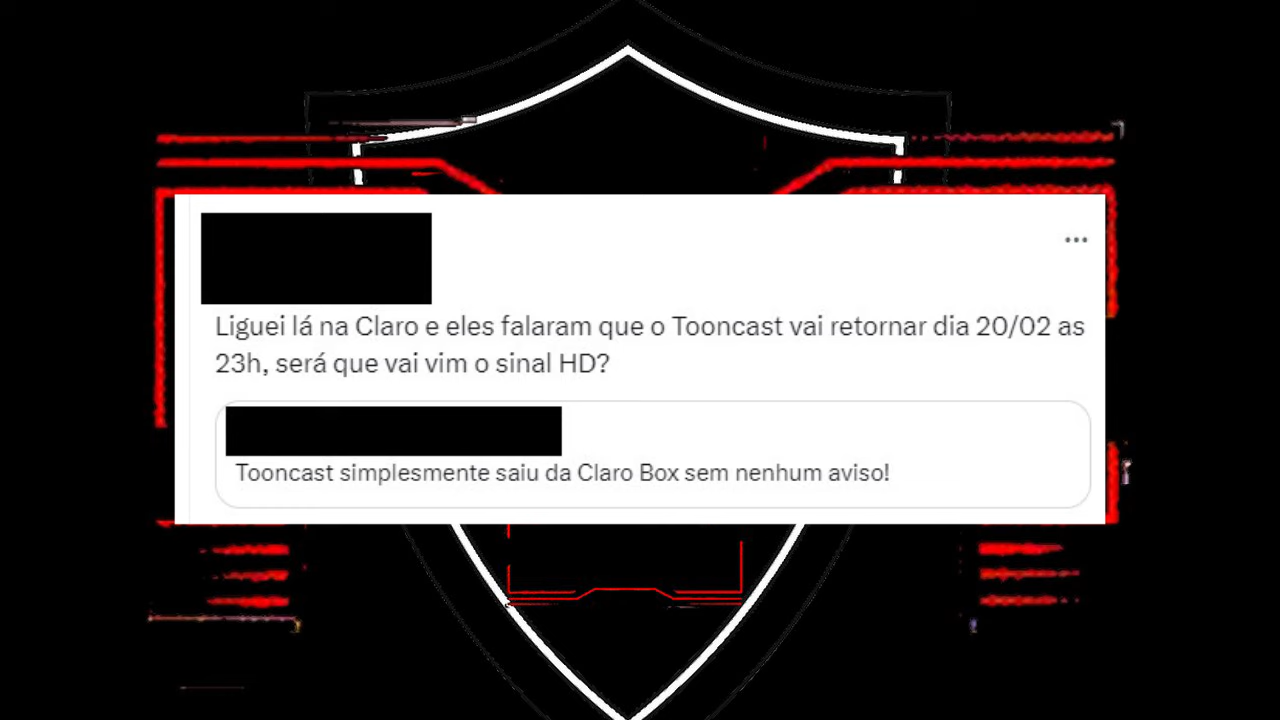 Liguei lá na Claro e eles falaram que o Tooncast vai retornar dia 20/02 as
23h, será que vai vim o sinal HD?
Tooncast simplesmente saiu da Claro Box sem nenhum aviso!